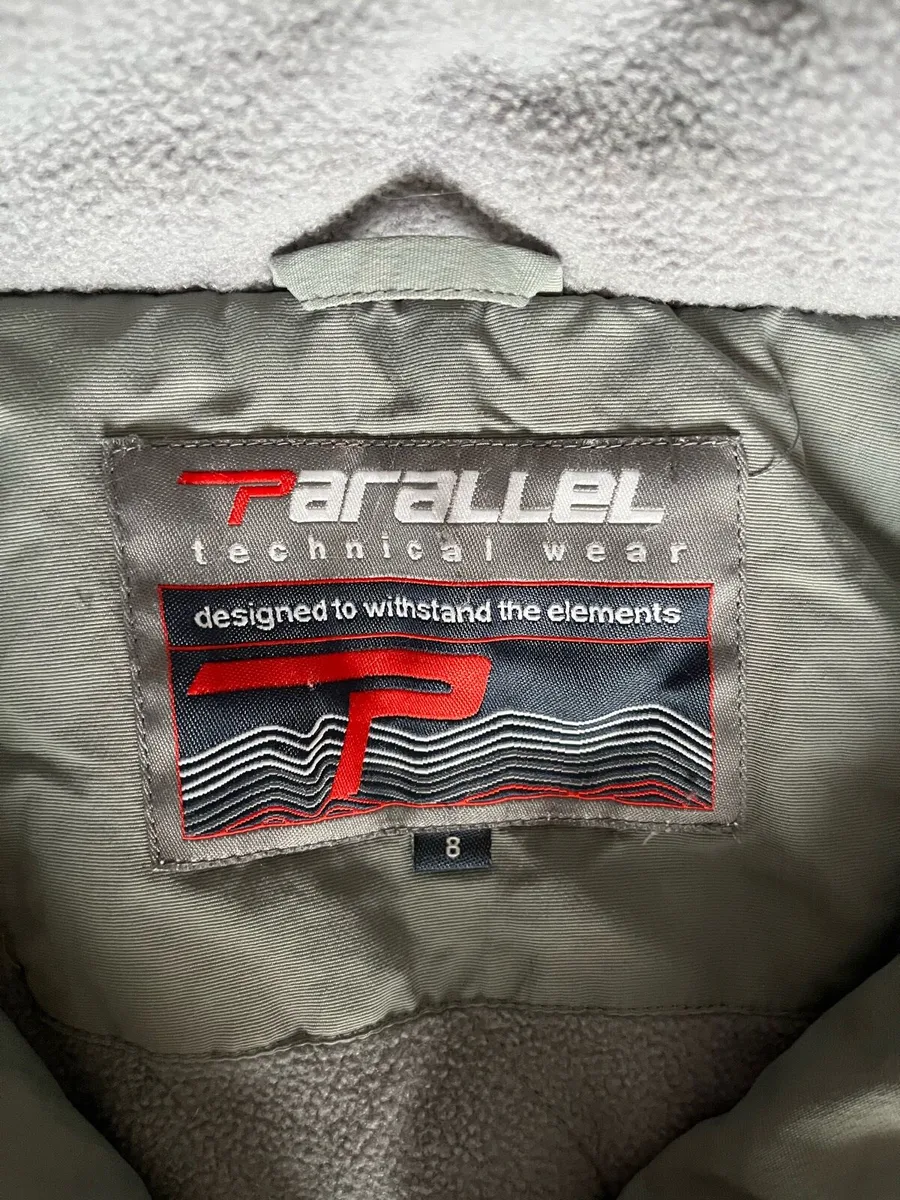 Parallel
technical wear
designed to withstand the elements
P
8